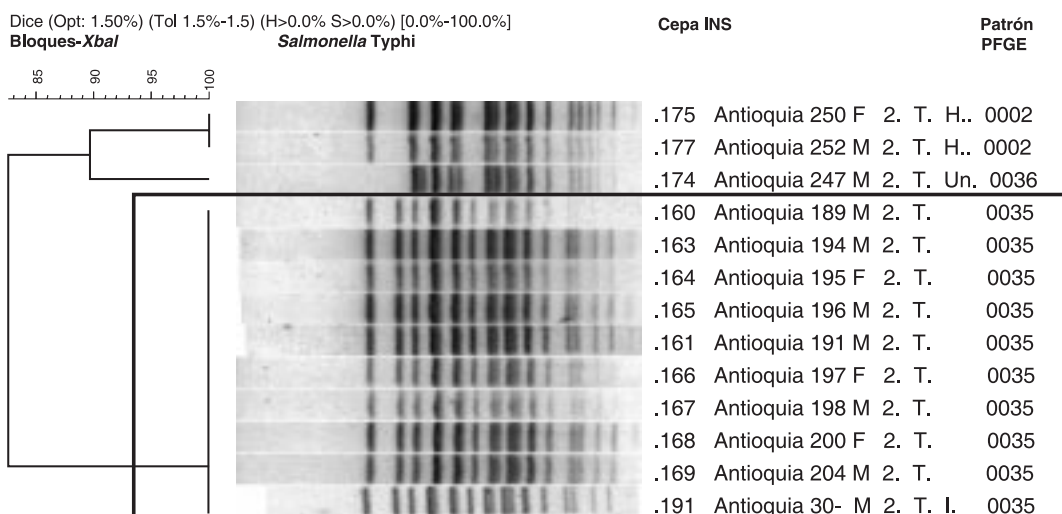 Dice (Opt: 1.50%) (Tol 1.5%-1.5) (H>0.0% S>0.0%) [0.0%-100.0%]
Bloques-XbaI Salmonella Typhi Cepa INS Patrón PFGE
85 90 95 100
.175 Antioquia 250 F 2. T. H.. 0002
.177 Antioquia 252 M 2. T. H.. 0002
.174 Antioquia 247 M 2. T. Un. 0036
.160 Antioquia 189 M 2. T. 0035
.163 Antioquia 194 M 2. T. 0035
.164 Antioquia 195 F 2. T. 0035
.165 Antioquia 196 M 2. T. 0035
.161 Antioquia 191 M 2. T. 0035
.166 Antioquia 197 F 2. T. 0035
.167 Antioquia 198 M 2. T. 0035
.168 Antioquia 200 F 2. T. 0035
.169 Antioquia 204 M 2. T. 0035
.191 Antioquia 30- M 2. T. I. 0035